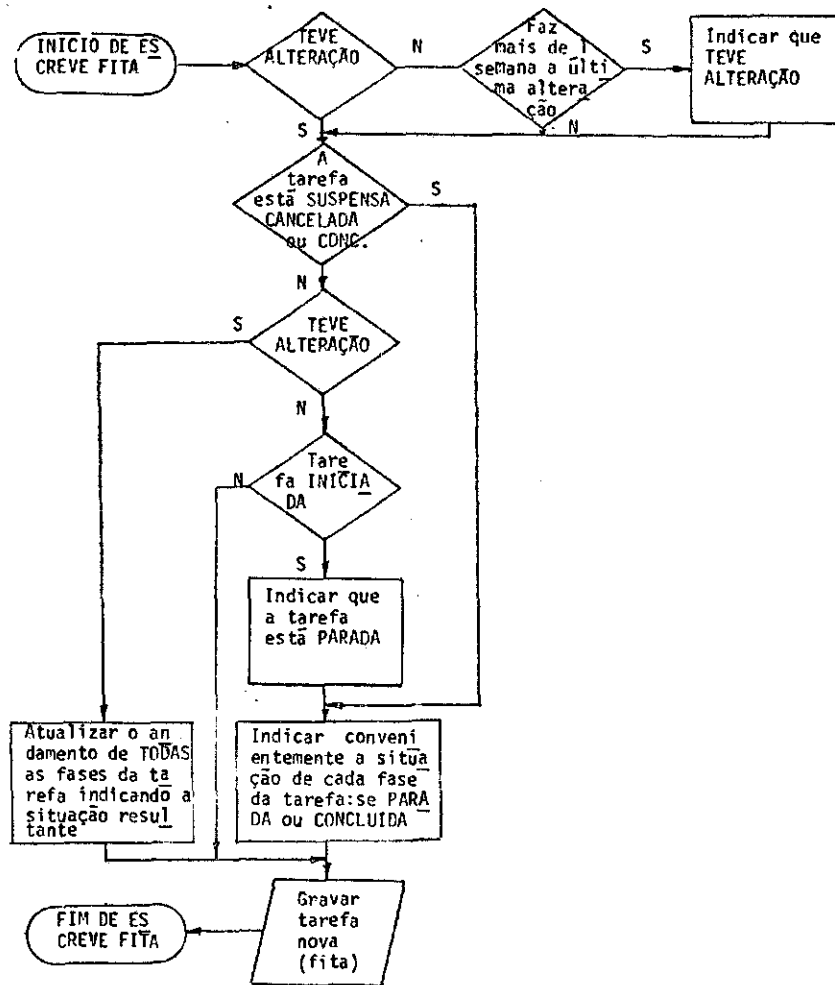 INICIO DE ES
CREVE FITA
TEVE
ALTERAÇÃO
N
Faz
mais de 1
semana a últi
ma altera
ção
S
Indicar que
TEVE
ALTERAÇÃO
S
N
A
tarefa
está SUSPENSA
CANCELADA
ou CONC.
S
N
S
TEVE
ALTERAÇÃO
N
Tare
fa INICIA
DA
N
S
Indicar que
a tarefa
está PARADA
Atualizar o an
damento de TODAS
as fases da ta
refa indicando a
situação resul
tante
Indicar conveni
entemente a situa
ção de cada fase
da tarefa:se PARA
DA ou CONCLUIDA
Gravar
tarefa
nova
(fita)
FIM DE ES
CREVE FITA